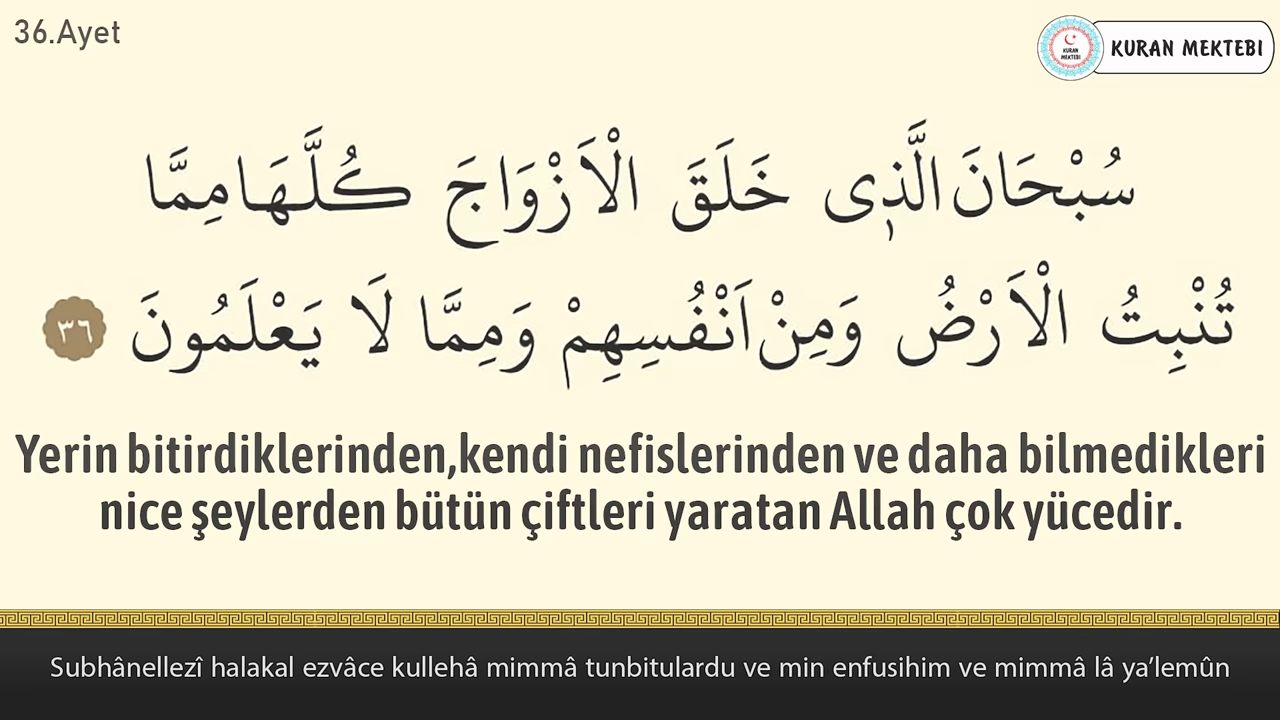 36.Ayet
KURAN MEKTEBI
KURAN
MEKTEBİ
سُبْحَانَ الَّذ۪ى خَلَقَ الْاَزْوَاجَ كُلَّهَا مِمَّا
تُنْبِتُ الْاَرْضُ وَمِنْ اَنْفُسِهِمْ وَمِمَّا لَا يَعْلَمُونَ ٣٦
Yerin bitirdiklerinden,kendi nefislerinden ve daha bilmedikleri
nice şeylerden bütün çiftleri yaratan Allah çok yücedir.
Subhânellezî halakal ezvâce kullehâ mimmâ tunbitulardu ve min enfusihim ve mimmâ lâ ya’lemûn